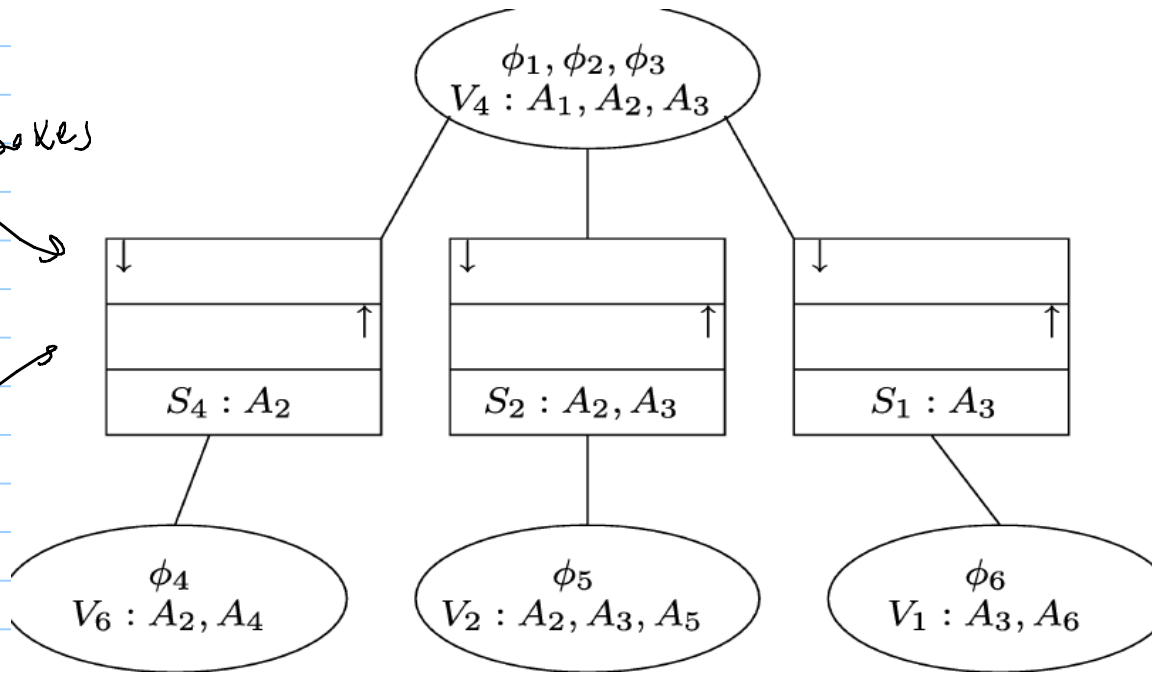 ϕ₁, ϕ₂, ϕ₃
V₄ : A₁, A₂, A₃
↓ ↓ ↓
↑ ↑ ↑
S₄ : A₂ S₂ : A₂, A₃ S₁ : A₃
ϕ₄ ϕ₅ ϕ₆
V₆ : A₂, A₄ V₂ : A₂, A₃, A₅ V₁ : A₃, A₆